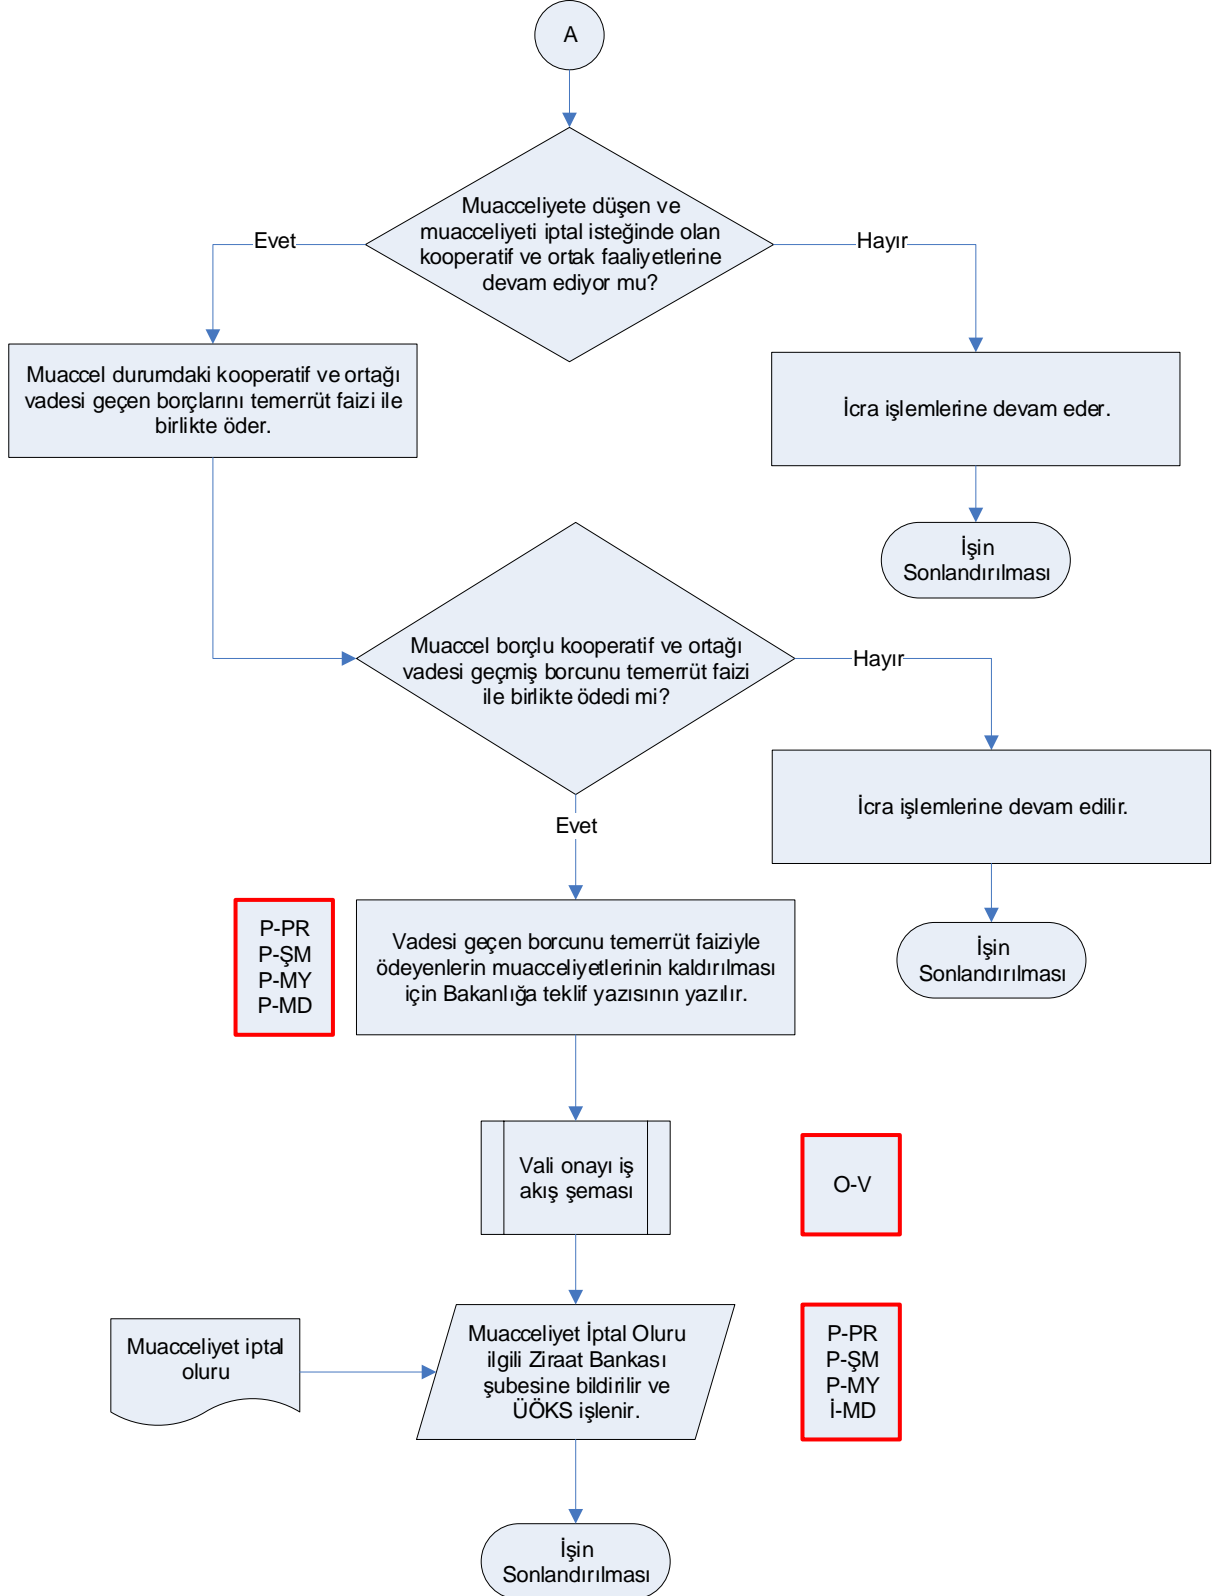 A
Muacceliyete düşen ve
muacceliyeti iptal isteğinde olan
kooperatif ve ortak faaliyetlerine
devam ediyor mu?
Evet
Hayır
Muaccel durumdaki kooperatif ve ortağı
vadesi geçen borçlarını temerrüt faizi ile
birlikte öder.
İcra işlemlerine devam eder.
İşin
Sonlandırılması
Muaccel borçlu kooperatif ve ortağı
vadesi geçmiş borcunu temerrüt faizi
ile birlikte ödedi mi?
Hayır
İcra işlemlerine devam edilir.
Evet
İşin
Sonlandırılması
P-PR
P-ŞM
P-MY
P-MD
Vadesi geçen borcunu temerrüt faiziyle
ödeyenlerin muacceliyetlerinin kaldırılması
için Bakanlığa teklif yazısının yazılır.
Vali onayı iş
akış şeması
O-V
Muacceliyet iptal
oluru
Muacceliyet İptal Oluru
ilgili Ziraat Bankası
şubesine bildirilir ve
ÜÖKS işlenir.
P-PR
P-ŞM
P-MY
İ-MD
İşin
Sonlandırılması